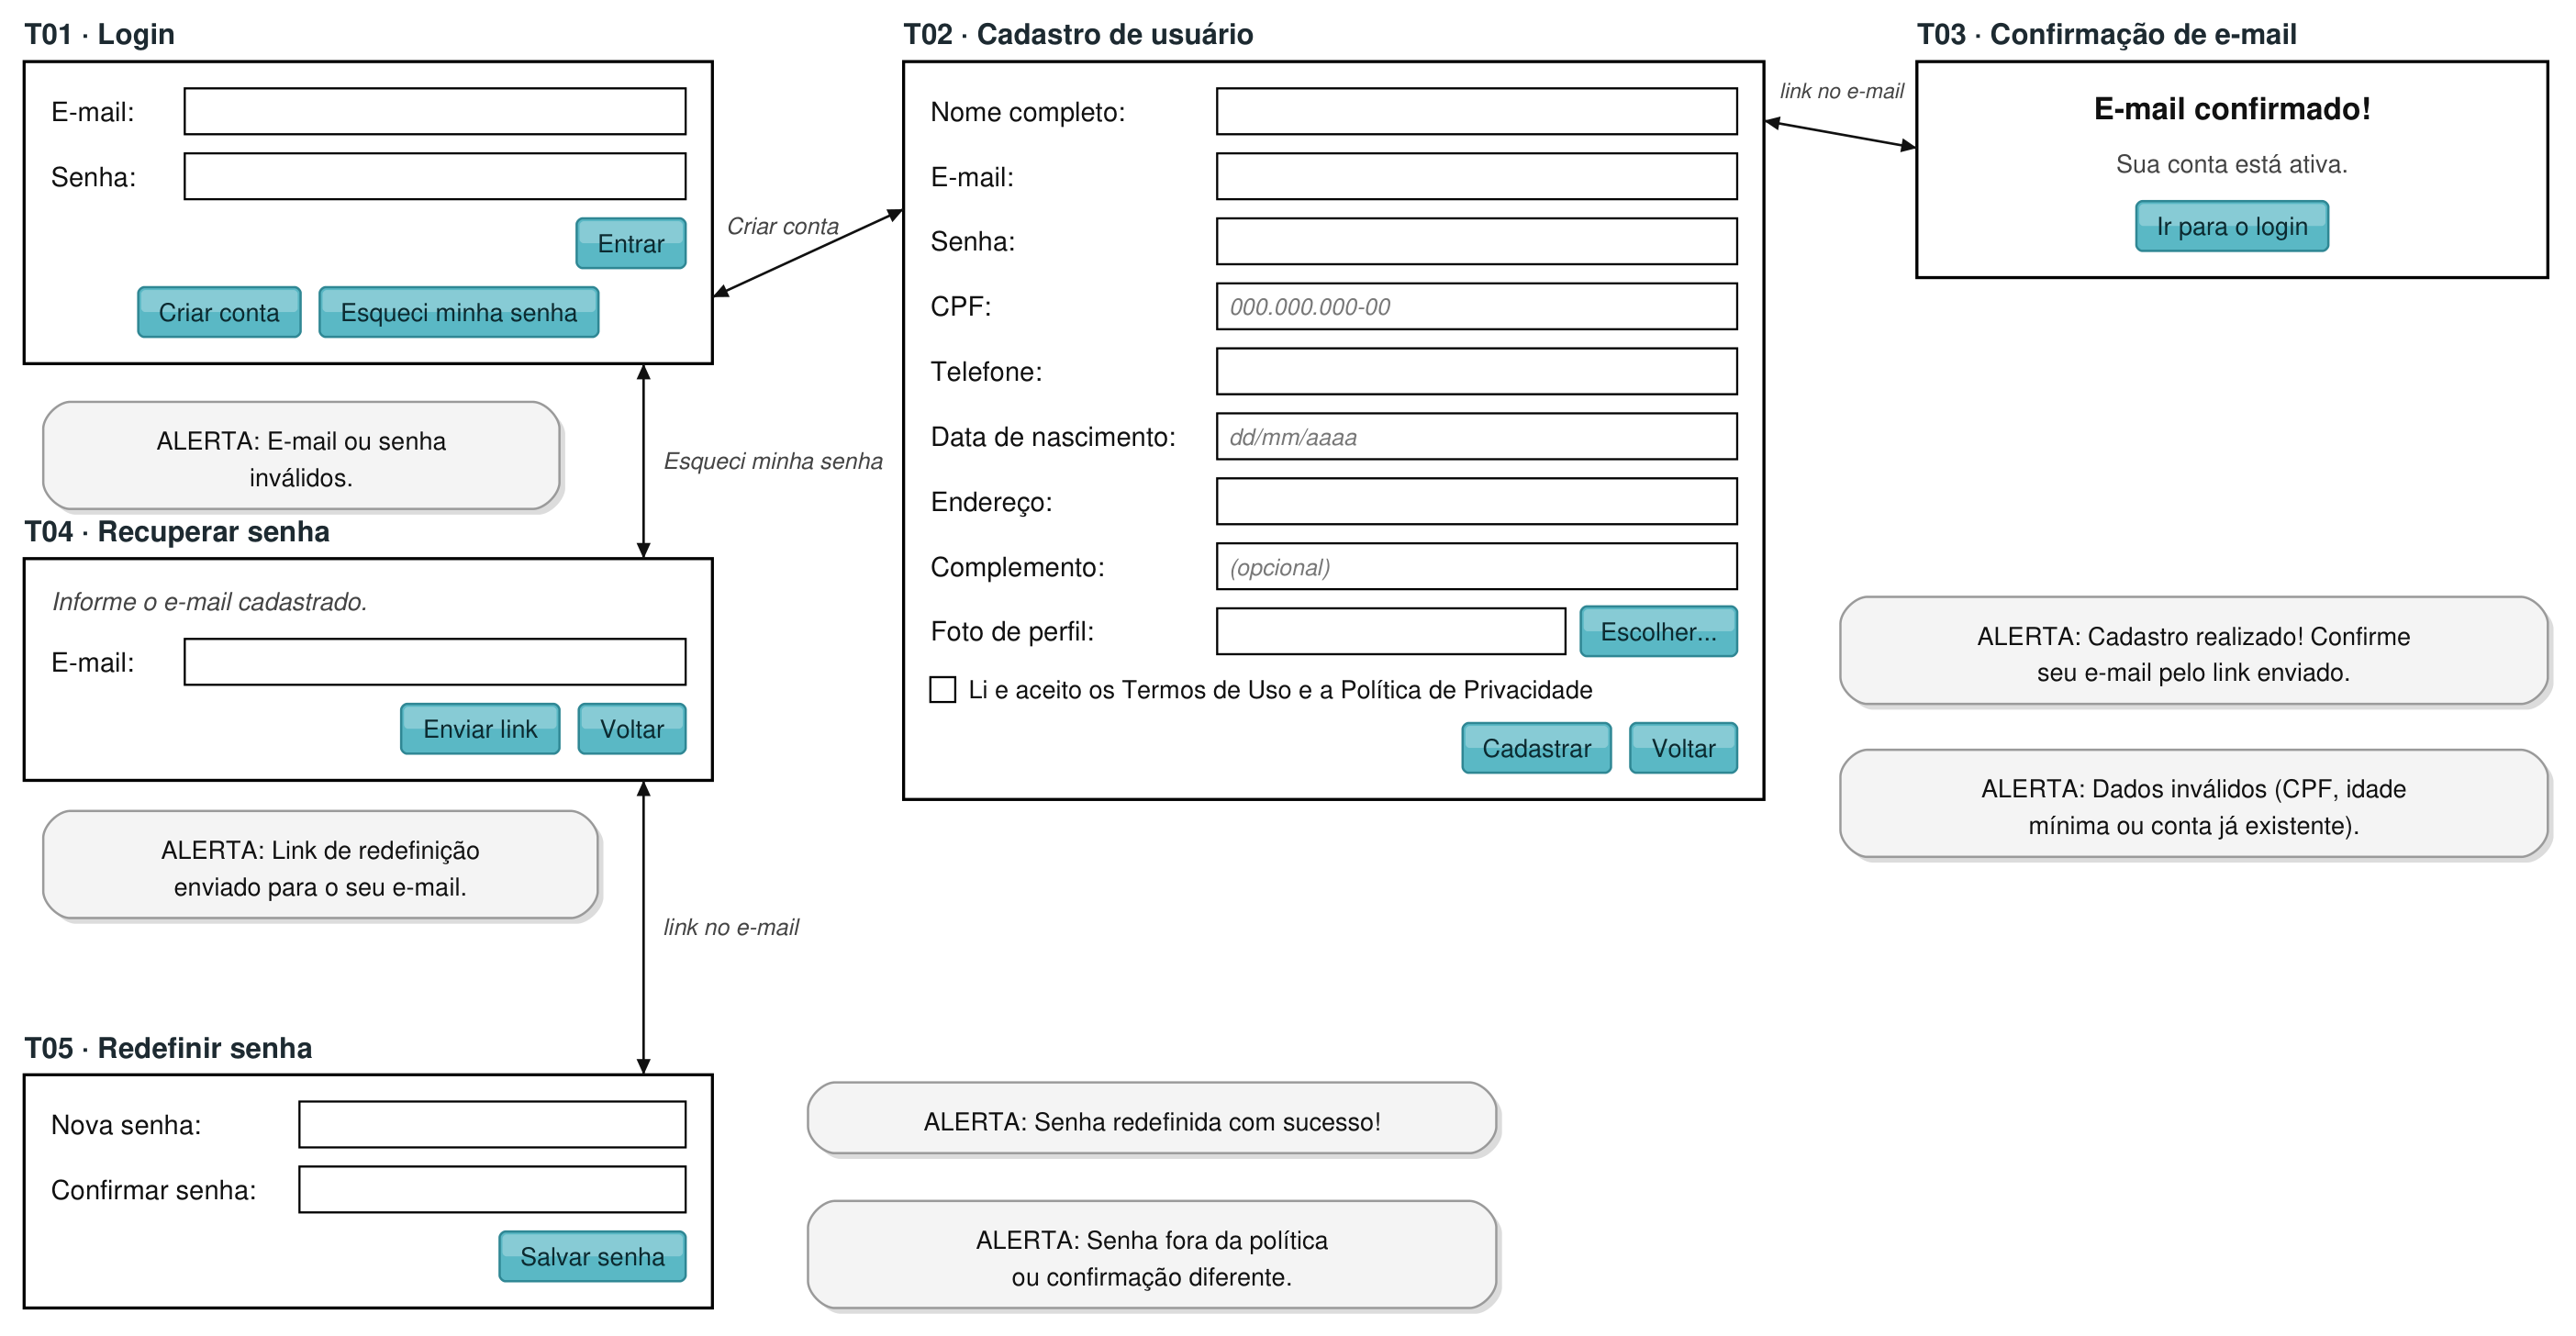 T01 · Login
E-mail:
Senha:
Entrar
Criar conta
Esqueci minha senha
ALERTA: E-mail ou senha
inválidos.
Criar conta
Esqueci minha senha
T02 · Cadastro de usuário
Nome completo:
E-mail:
Senha:
CPF:
000.000.000-00
Telefone:
Data de nascimento:
dd/mm/aaaa
Endereço:
Complemento:
(opcional)
Foto de perfil:
Escolher...
Li e aceito os Termos de Uso e a Política de Privacidade
Cadastrar
Voltar
link no e-mail
T03 · Confirmação de e-mail
E-mail confirmado!
Sua conta está ativa.
Ir para o login
ALERTA: Cadastro realizado! Confirme
seu e-mail pelo link enviado.
ALERTA: Dados inválidos (CPF, idade
mínima ou conta já existente).
T04 · Recuperar senha
Informe o e-mail cadastrado.
E-mail:
Enviar link
Voltar
ALERTA: Link de redefinição
enviado para o seu e-mail.
link no e-mail
T05 · Redefinir senha
Nova senha:
Confirmar senha:
Salvar senha
ALERTA: Senha redefinida com sucesso!
ALERTA: Senha fora da política
ou confirmação diferente.